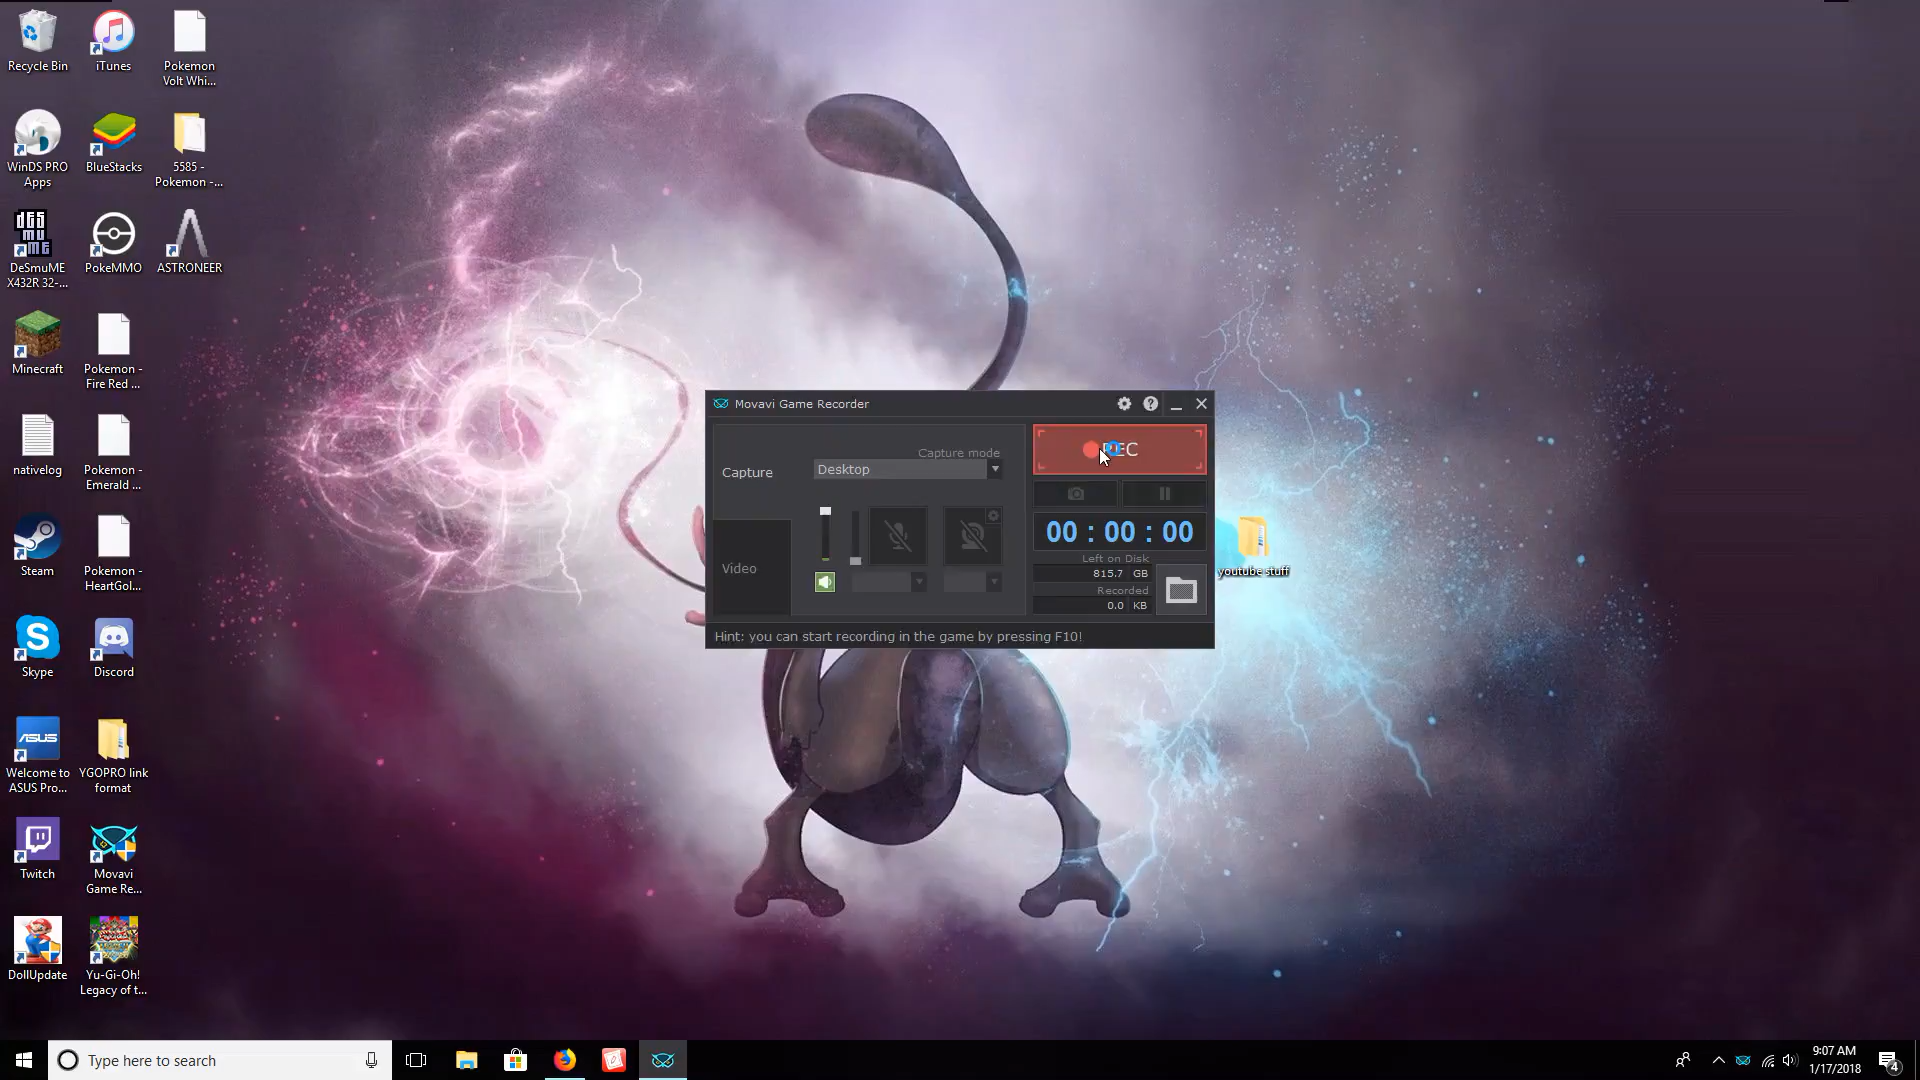 Recycle Bin
iTunes
Pokemon
Volt Whi...
WinDS PRO
Apps
BlueStacks
5585 -
Pokemon -...
DeSmuME
X432R 32-...
PokeMMO
ASTRONEER
Minecraft
Pokemon -
Fire Red ...
nativelog
Pokemon -
Emerald ...
Steam
Pokemon -
HeartGol...
Skype
Discord
ASUS
Welcome to
ASUS Pro...
YGOPRO link
format
Twitch
Movavi
Game Re...
DollUpdate
Yu-Gi-Oh!
Legacy of t...
Movavi Game Recorder
Capture
Capture mode
Desktop
Video
REC
00 : 00 : 00
Left on Disk
815.7 GB
Recorded
0.0 KB
Hint: you can start recording in the game by pressing F10!
youtube stuff
Type here to search
9:07 AM
1/17/2018
4